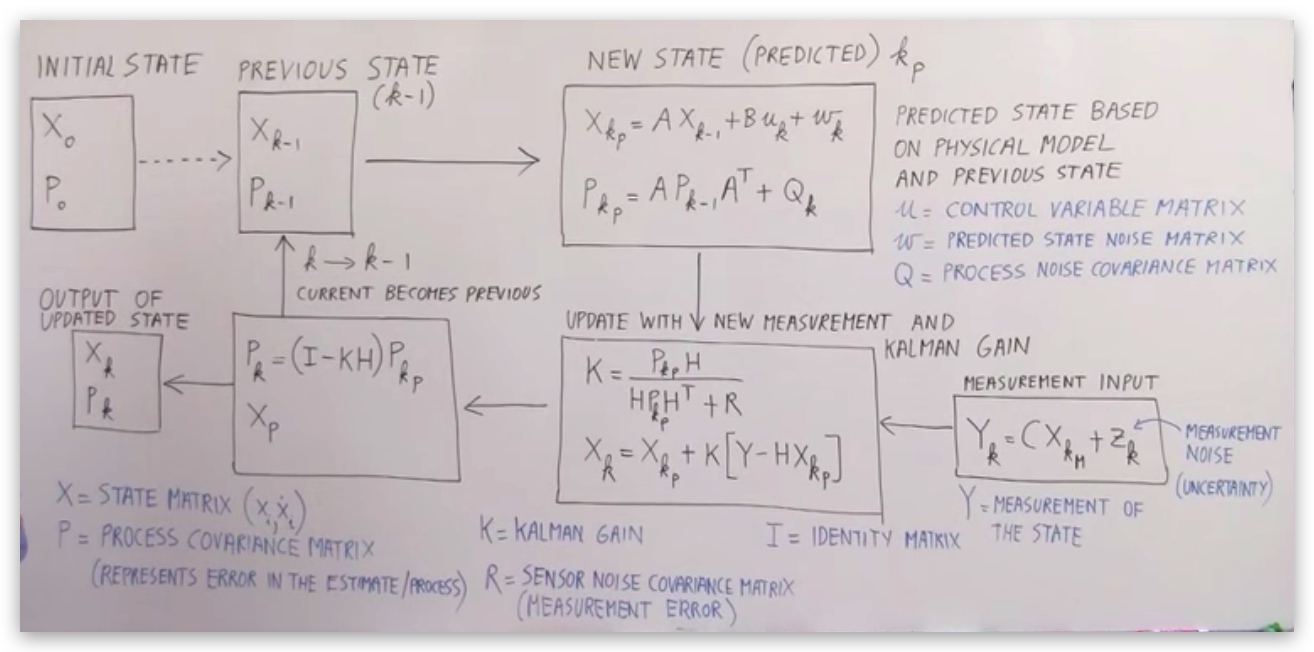 INITIAL STATE
X₀
P₀
PREVIOUS STATE
(k-1)
X_{k-1}
P_{k-1}
NEW STATE (PREDICTED) k_p
X_{k_p} = AX_{k-1} + Bu_k + w_k
P_{k_p} = AP_{k-1}A^T + Q_k
PREDICTED STATE BASED
ON PHYSICAL MODEL
AND PREVIOUS STATE
u = CONTROL VARIABLE MATRIX
w = PREDICTED STATE NOISE MATRIX
Q = PROCESS NOISE COVARIANCE MATRIX
k → k-1
CURRENT BECOMES PREVIOUS
OUTPUT OF
UPDATED STATE
X_k
P_k
P_k = (I-KH)P_{k_p}
X_p
UPDATE WITH NEW MEASUREMENT AND
KALMAN GAIN
K = P_{k_p}H / HP_{k_p}H^T + R
X_k = X_{k_p} + K[Y-HX_{k_p}]
MEASUREMENT INPUT
Y_k = CX_{k_M} + Z_k
MEASUREMENT
NOISE
(UNCERTAINTY)
Y = MEASUREMENT OF
THE STATE
X = STATE MATRIX (x_i, ẋ_i)
P = PROCESS COVARIANCE MATRIX
(REPRESENTS ERROR IN THE ESTIMATE/PROCESS)
K = KALMAN GAIN
I = IDENTITY MATRIX
R = SENSOR NOISE COVARIANCE MATRIX
(MEASUREMENT ERROR)